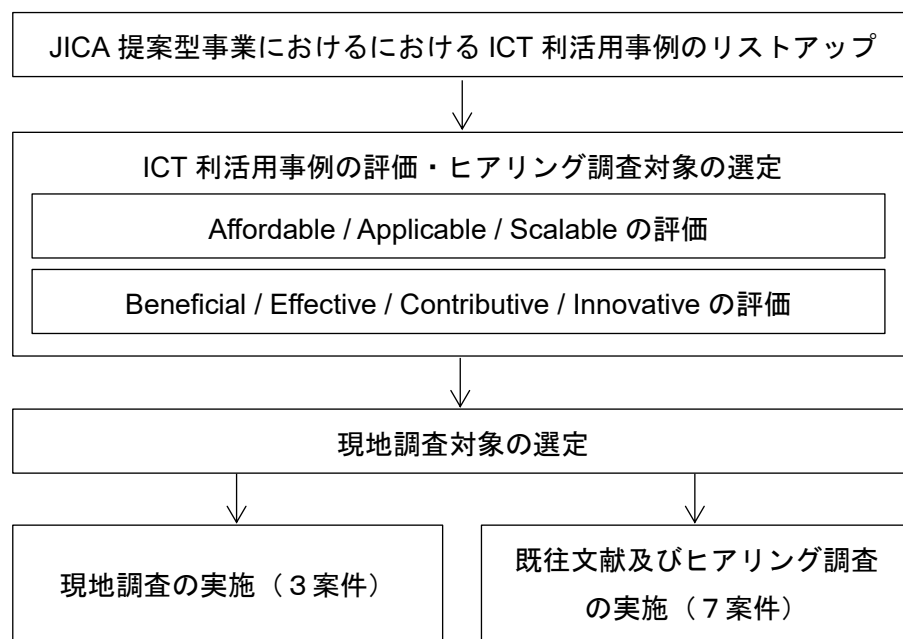 JICA 提案型事業におけるにおける ICT 利活用事例のリストアップ
ICT 利活用事例の評価・ヒアリング調査対象の選定
Affordable / Applicable / Scalable の評価
Beneficial / Effective / Contributive / Innovative の評価
現地調査対象の選定
現地調査の実施（３案件）
既往文献及びヒアリング調査
の実施（７案件）